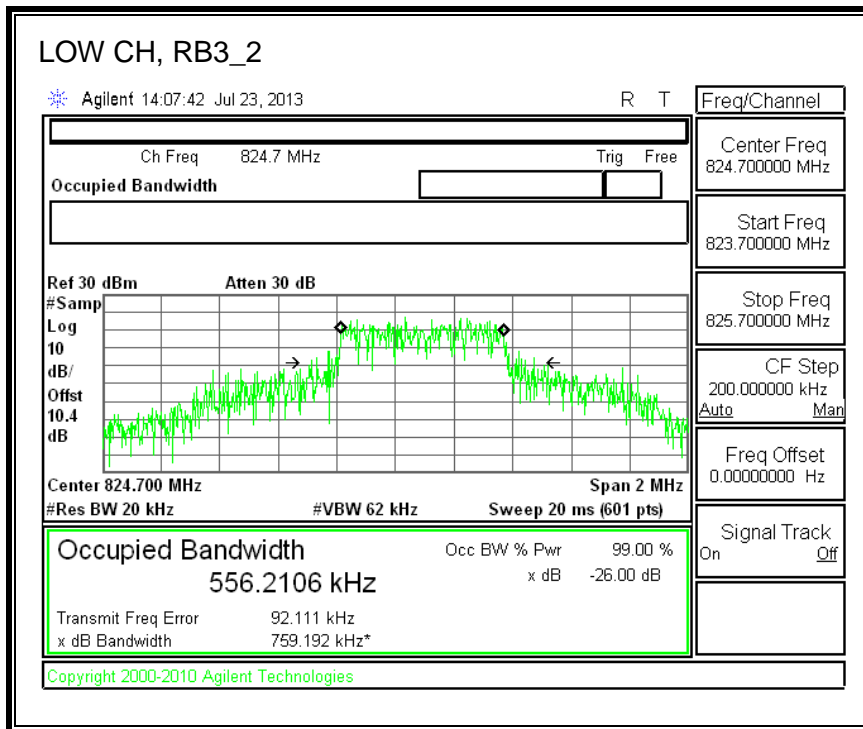 LOW CH, RB3_2
Agilent 14:07:42 Jul 23, 2013 R T
Freq/Channel
Ch Freq 824.7 MHz Trig Free
Occupied Bandwidth
Center Freq
824.700000 MHz
Start Freq
823.700000 MHz
Stop Freq
825.700000 MHz
CF Step
200.000000 kHz
Auto Man
Freq Offset
0.00000000 Hz
Signal Track
On Off
Ref 30 dBm Atten 30 dB
#Samp
Log
10
dB/
Offst
10.4
dB
Center 824.700 MHz Span 2 MHz
#Res BW 20 kHz #VBW 62 kHz Sweep 20 ms (601 pts)
Occupied Bandwidth Occ BW % Pwr 99.00 %
556.2106 kHz x dB -26.00 dB
Transmit Freq Error 92.111 kHz
x dB Bandwidth 759.192 kHz*
Copyright 2000-2010 Agilent Technologies